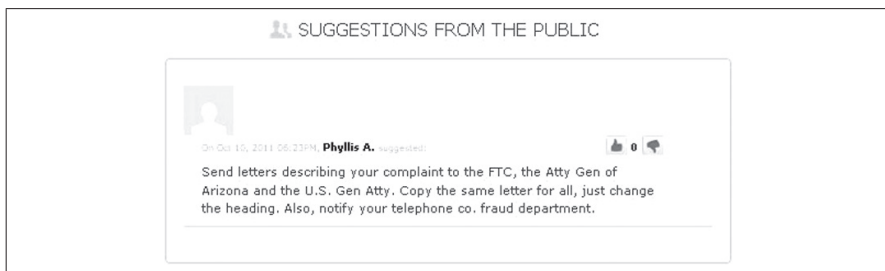 SUGGESTIONS FROM THE PUBLIC
On Oct 10, 2011 06:23PM, Phyllis A. suggested:
0
Send letters describing your complaint to the FTC, the Atty Gen of
Arizona and the U.S. Gen Atty. Copy the same letter for all, just change
the heading. Also, notify your telephone co. fraud department.